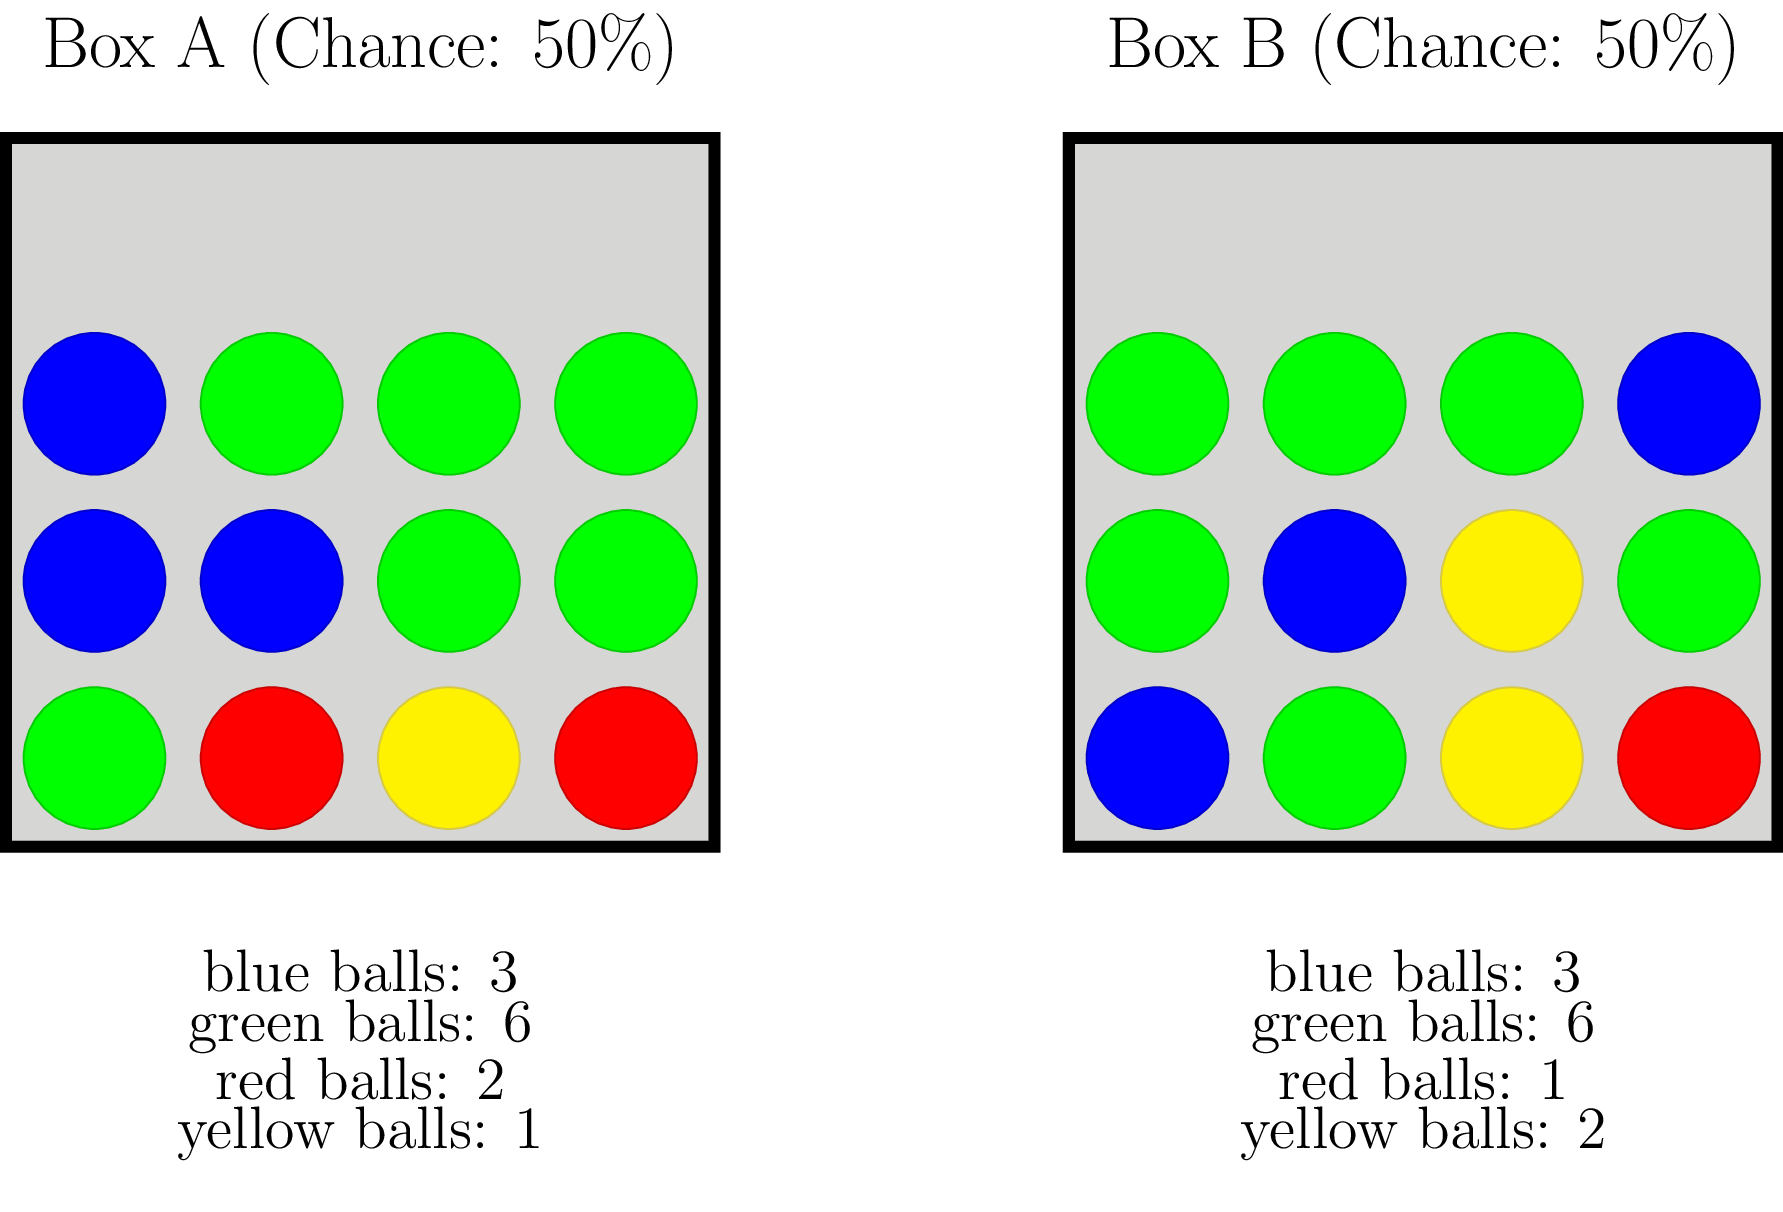 Box A (Chance: 50%)
Box B (Chance: 50%)
blue balls: 3
green balls: 6
red balls: 2
yellow balls: 1
blue balls: 3
green balls: 6
red balls: 1
yellow balls: 2